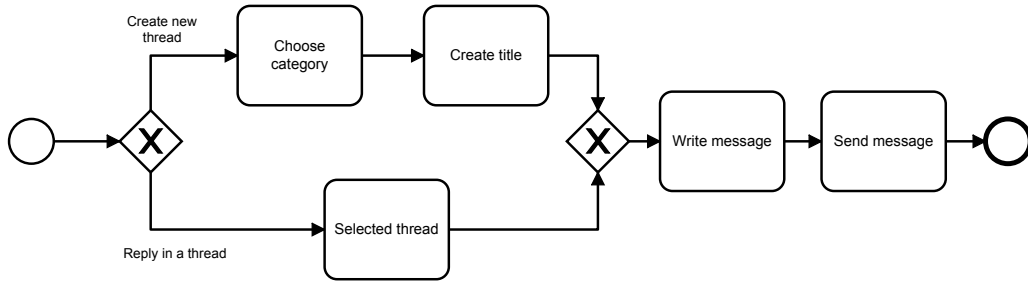 Create new
thread
Choose
category
Create title
X
X
Write message
Send message
Selected thread
Reply in a thread